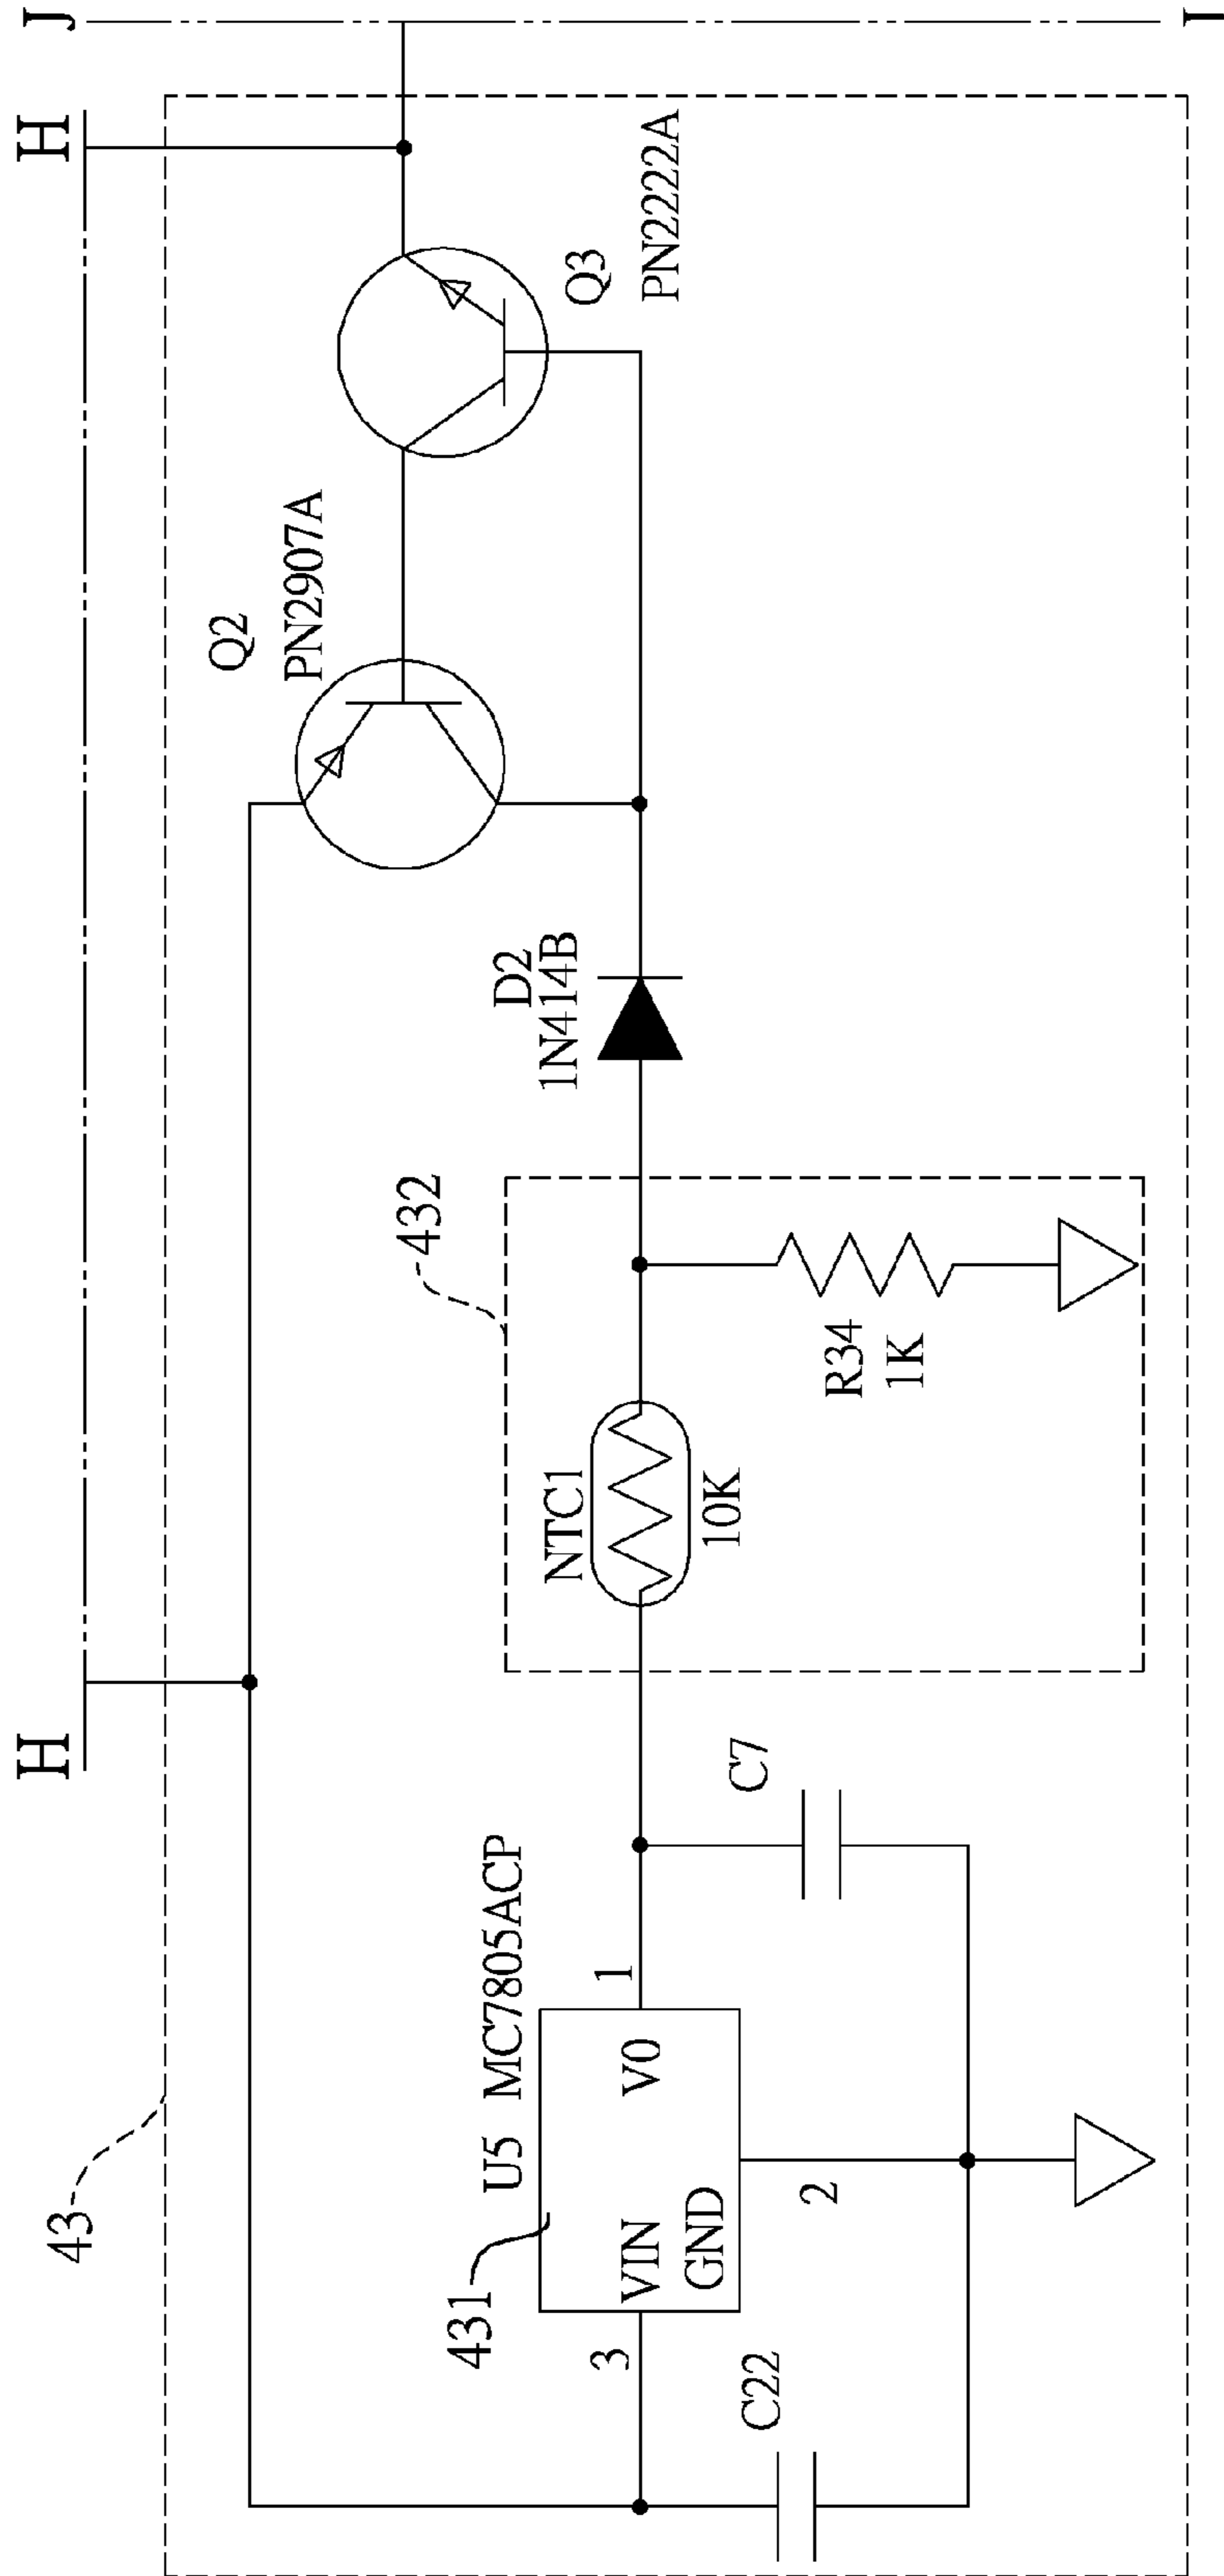 H
H
J
J
43
Q2
PN2907A
Q3
PN2222A
D2
1N414B
432
NTC1
10K
R34
1K
C7
U5 MC7805ACP
431
VIN
V0
GND
3
1
2
C22